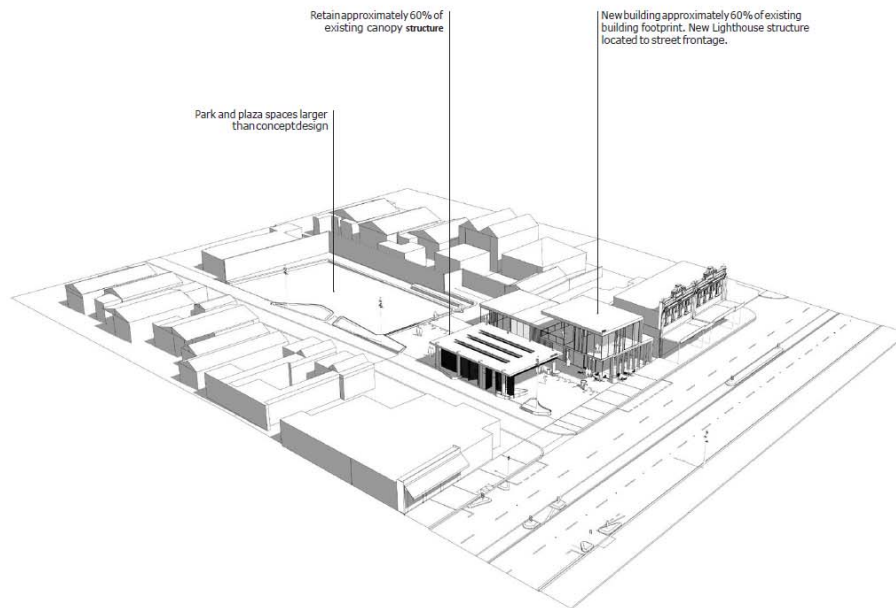 Retain approximately 60% of
existing canopy structure
New building approximately 60% of existing
building footprint. New Lighthouse structure
located to street frontage.
Park and plaza spaces larger
than concept design